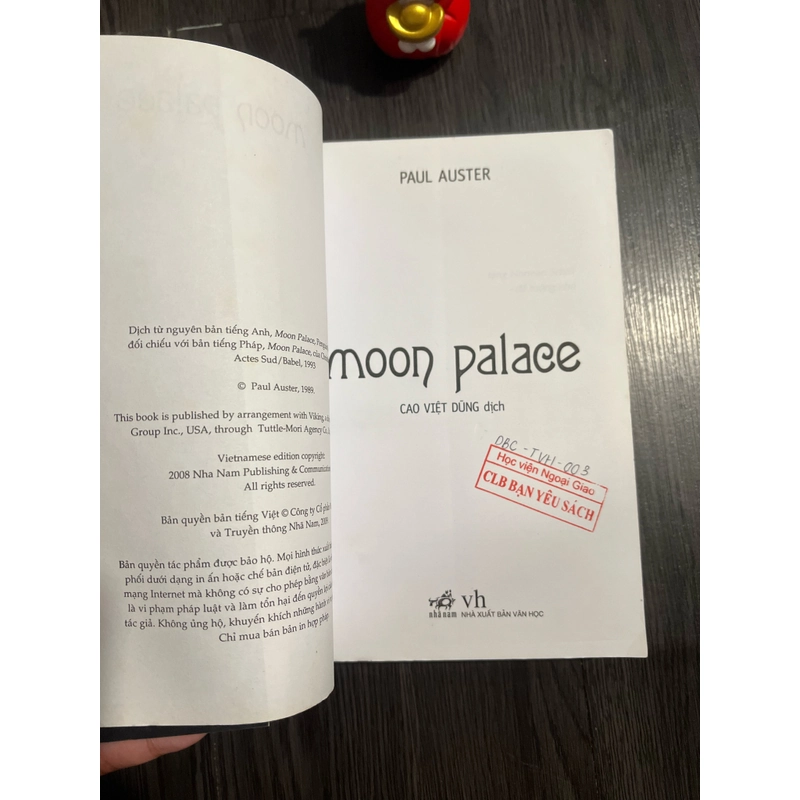 Dịch từ nguyên bản tiếng Anh, Moon Palace,
đối chiếu với bản tiếng Pháp, Moon Palace, của
Actes Sud/Babel, 1993
© Paul Auster, 1989.
This book is published by arrangement with Viking, a
Group Inc., USA, through Tuttle-Mori Agency Co.,
Vietnamese edition copyright
2008 Nha Nam Publishing &
All rights reserved.
Bản quyền bản tiếng Việt © Công ty Cổ phần
và Truyền thông Nhã Nam,
Bản quyền tác phẩm được bảo hộ. Mọi hình thức xuất
phối dưới dạng in ấn hoặc chế bản điện tử, đặc biệt
mạng Internet mà không có sự cho phép bằng văn bản
là vi phạm pháp luật và làm tổn hại đến quyền lợi
tác giả. Không ủng hộ, khuyến khích những hành vi
Chỉ mua bán bản in hợp pháp.
PAUL AUSTER
moon palace
CAO VIỆT DŨNG dịch
DBC-TVH-003
Học viện Ngoại Giao
CLB BẠN YÊU SÁCH
nhã nam vh
NHÀ XUẤT BẢN VĂN HỌC